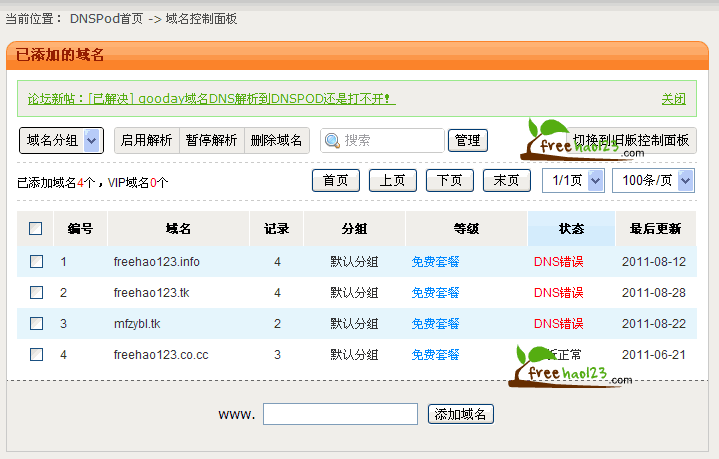 当前位置： DNSPod首页 -> 域名控制面板
已添加的域名
论坛新帖：[已解决] gooday域名DNS解析到DNSPOD还是打不开！ 关闭
域名分组 启用解析 暂停解析 删除域名 搜索 管理 切换到旧版控制面板
freehao123.com
已添加域名4个，VIP域名0个 首页 上页 下页 末页 1/1页 100条/页
编号 域名 记录 分组 等级 状态 最后更新
1 freehao123.info 4 默认分组 免费套餐 DNS错误 2011-08-12
2 freehao123.tk 4 默认分组 免费套餐 DNS错误 2011-08-28
3 mfzybl.tk 2 默认分组 免费套餐 DNS错误 2011-08-22
4 freehao123.co.cc 3 默认分组 免费套餐 正常 2011-06-21
freehao123.com
www. 添加域名